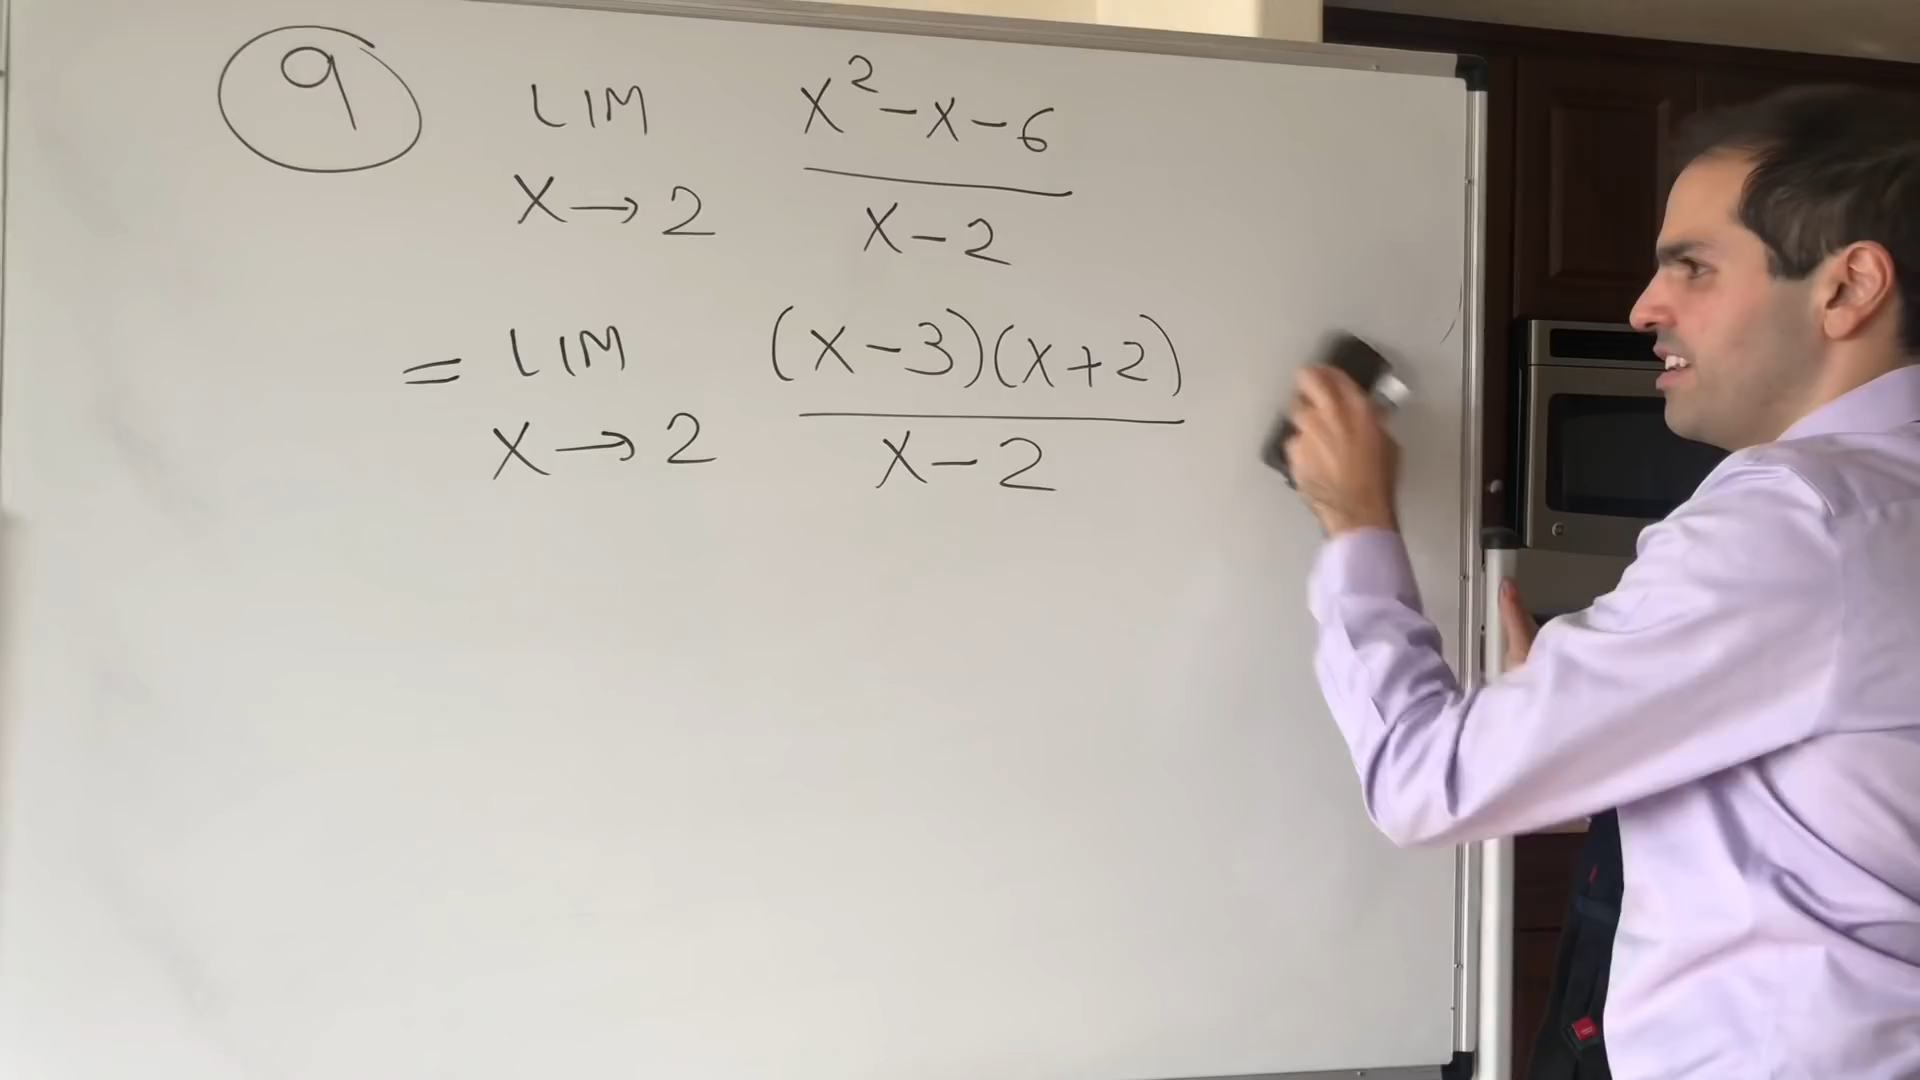 9 LIM x→2 (x²-x-6)/(x-2)
= LIM x→2 ((x-3)(x+2))/(x-2)